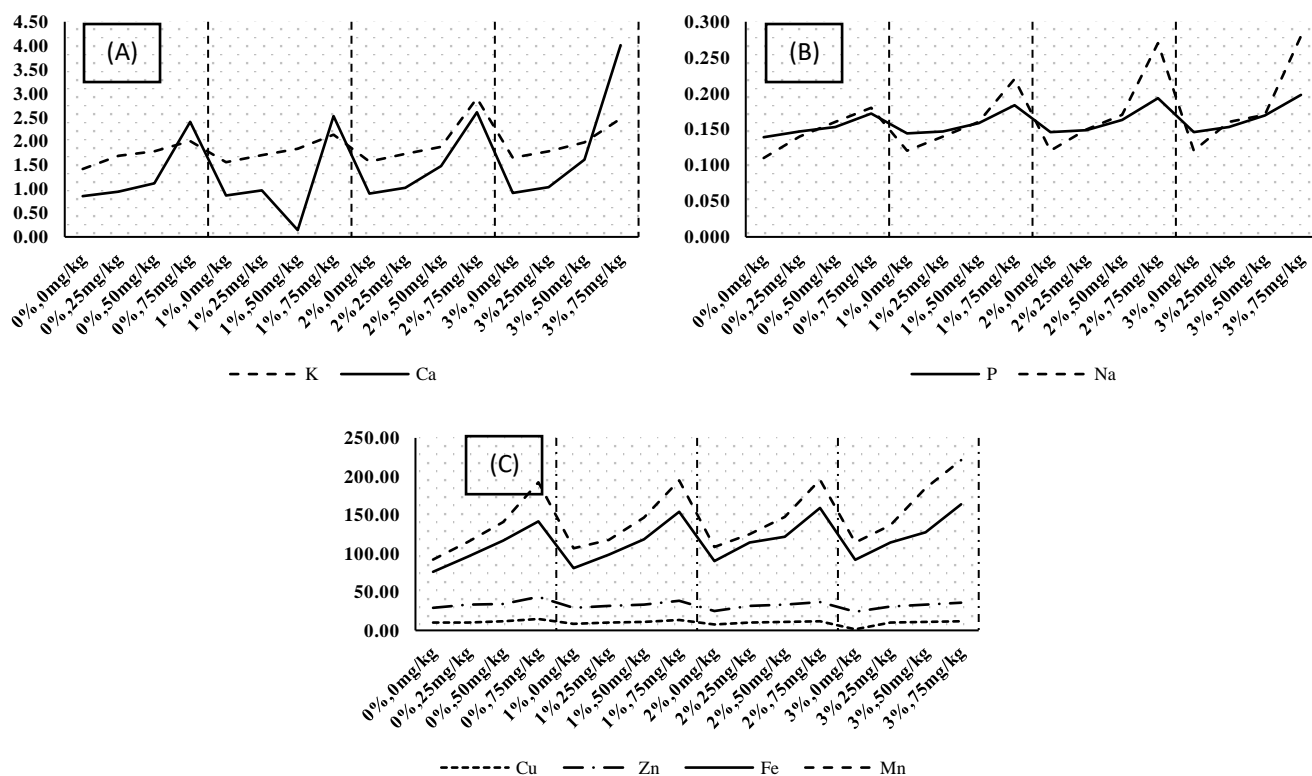 4.50
4.00
3.50
3.00
2.50
2.00
1.50
1.00
0.50
0.00
(A)
0%,0mg/kg
0%,25mg/kg
0%,50mg/kg
0%,75mg/kg
1%,0mg/kg
1%25mg/kg
1%,50mg/kg
1%,75mg/kg
2%,0mg/kg
2%25mg/kg
2%,50mg/kg
2%,75mg/kg
3%,0mg/kg
3%25mg/kg
3%,50mg/kg
3%,75mg/kg
K Ca
0.300
0.250
0.200
0.150
0.100
0.050
0.000
(B)
0%,0mg/kg
0%,25mg/kg
0%,50mg/kg
0%,75mg/kg
1%,0mg/kg
1%25mg/kg
1%,50mg/kg
1%,75mg/kg
2%,0mg/kg
2%25mg/kg
2%,50mg/kg
2%,75mg/kg
3%,0mg/kg
3%25mg/kg
3%,50mg/kg
3%,75mg/kg
P Na
250.00
200.00
150.00
100.00
50.00
0.00
(C)
0%,0mg/kg
0%,25mg/kg
0%,50mg/kg
0%,75mg/kg
1%,0mg/kg
1%25mg/kg
1%,50mg/kg
1%,75mg/kg
2%,0mg/kg
2%25mg/kg
2%,50mg/kg
2%,75mg/kg
3%,0mg/kg
3%25mg/kg
3%,50mg/kg
3%,75mg/kg
Cu Zn Fe Mn